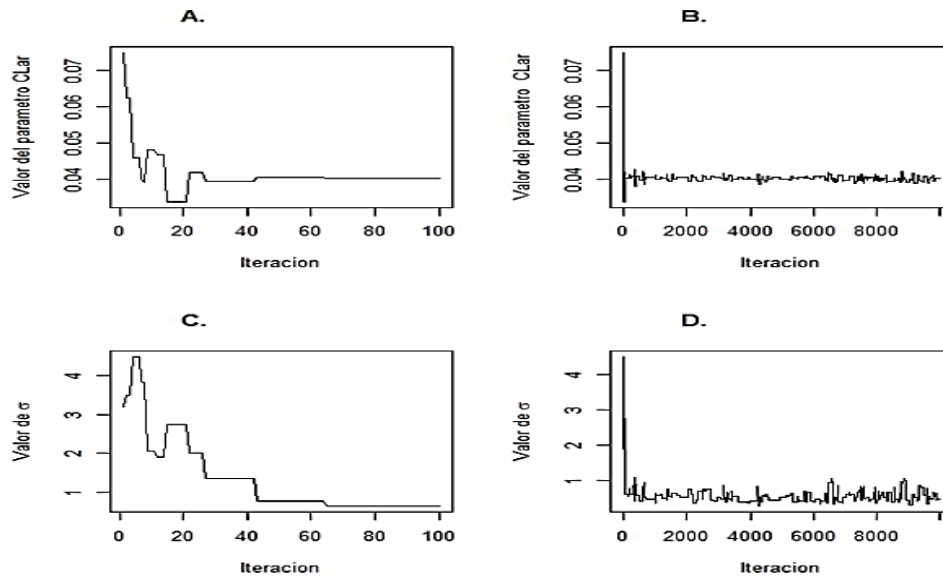 A.
Valor del parametro CLar
0.07
0.06
0.05
0.04
0 20 40 60 80 100
Iteracion
B.
Valor del parametro CLar
0.07
0.06
0.05
0.04
0 2000 4000 6000 8000
Iteracion
C.
Valor de σ
4
3
2
1
0 20 40 60 80 100
Iteracion
D.
Valor de σ
4
3
2
1
0 2000 4000 6000 8000
Iteracion